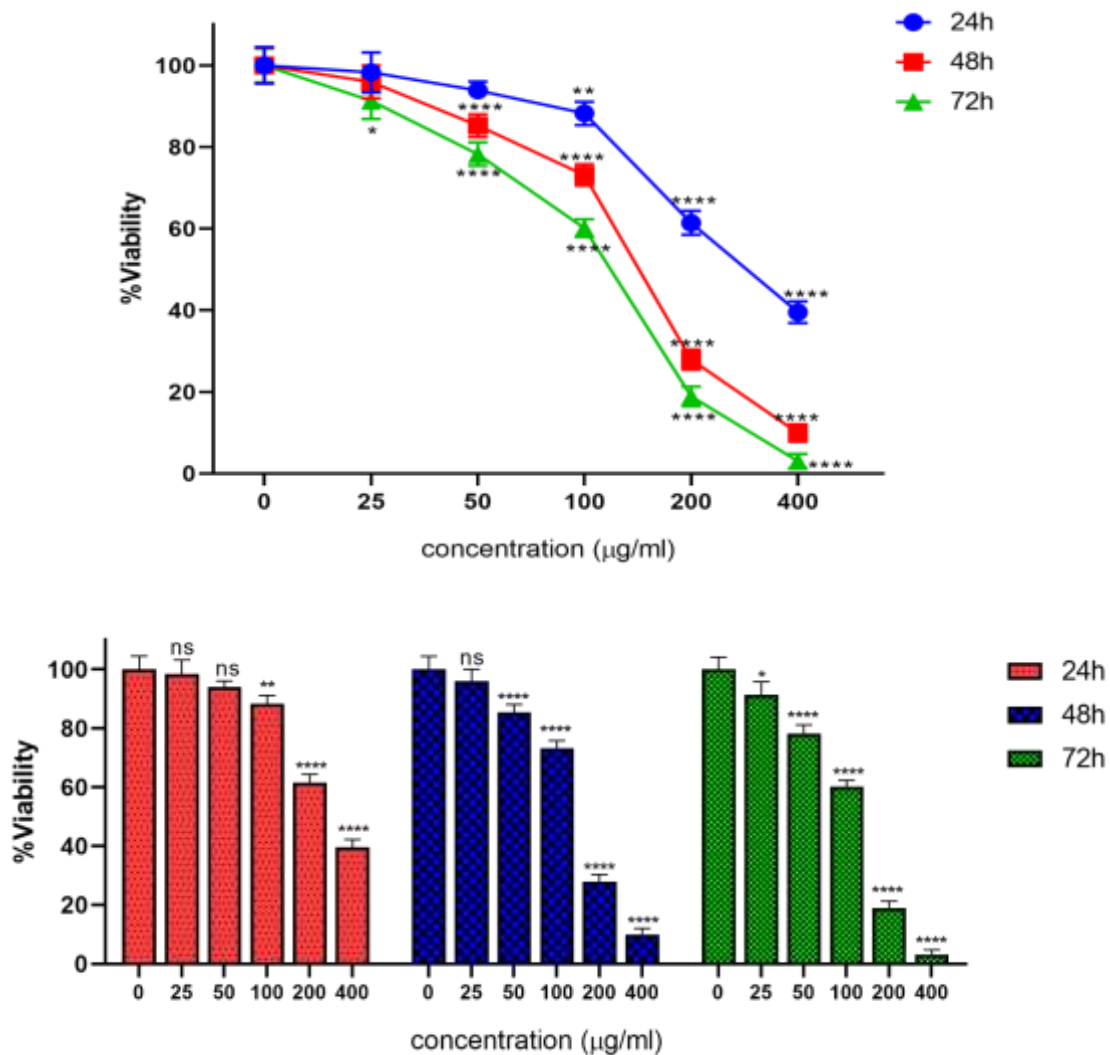 24h
48h
72h
100
80
60
40
20
0
%Viability
**
****
****
*
****
****
****
****
****
****
****
****
0 25 50 100 200 400
concentration (μg/ml)
100
80
60
40
20
0
%Viability
ns ns ** **** ****
ns **** **** **** ****
* **** **** **** ****
24h
48h
72h
0 25 50 100 200 400 0 25 50 100 200 400 0 25 50 100 200 400
concentration (μg/ml)